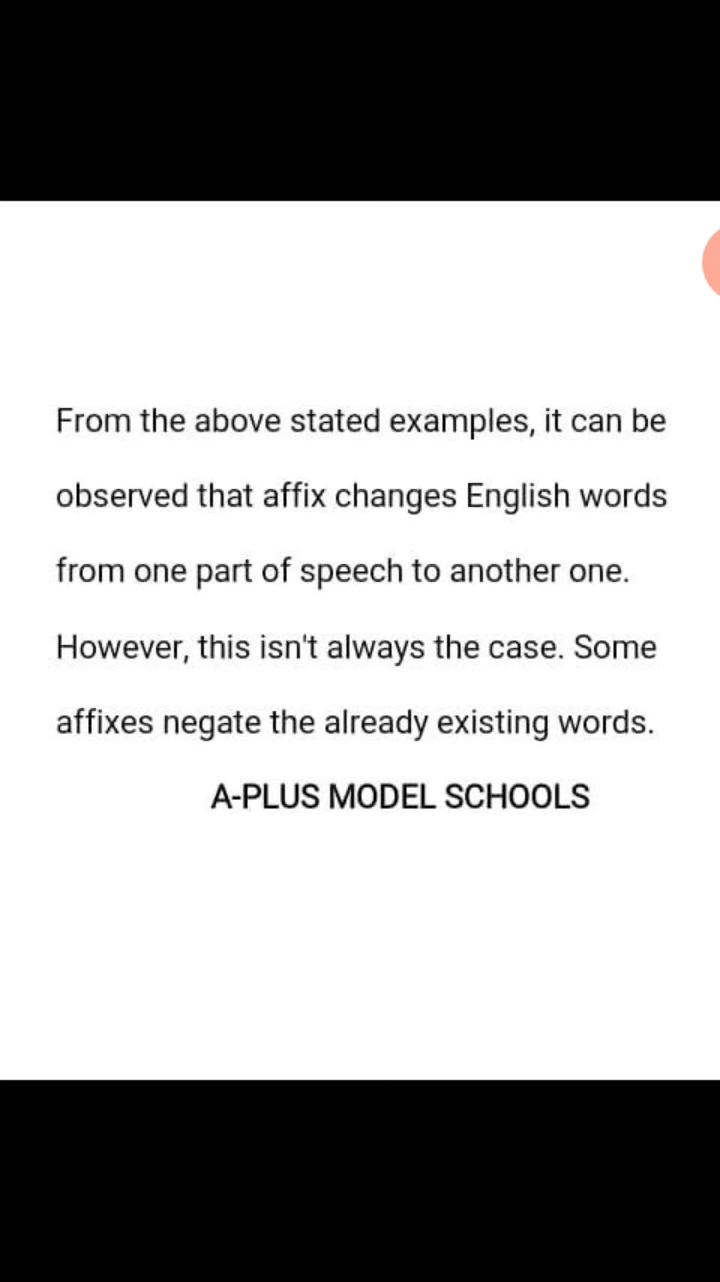 From the above stated examples, it can be
observed that affix changes English words
from one part of speech to another one.
However, this isn't always the case. Some
affixes negate the already existing words.
A-PLUS MODEL SCHOOLS